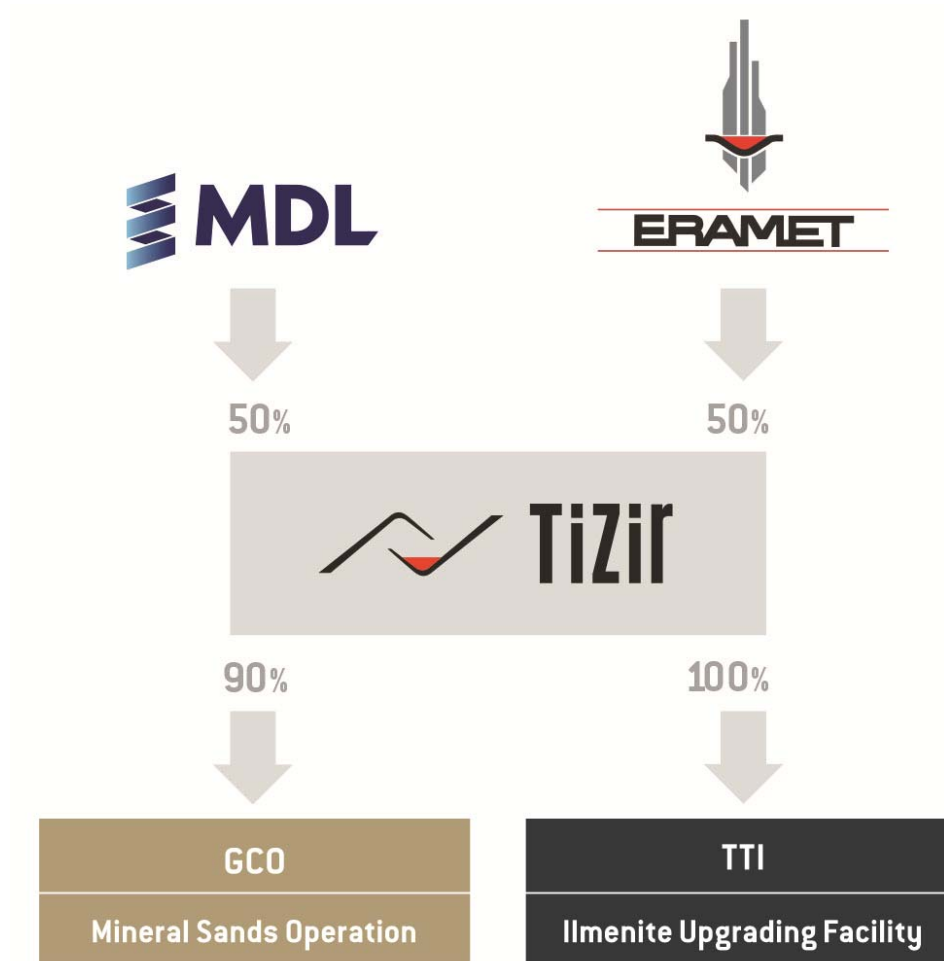 MDL
ERAMET
50%
50%
TiZir
90%
100%
GCO
TTI
Mineral Sands Operation
Ilmenite Upgrading Facility